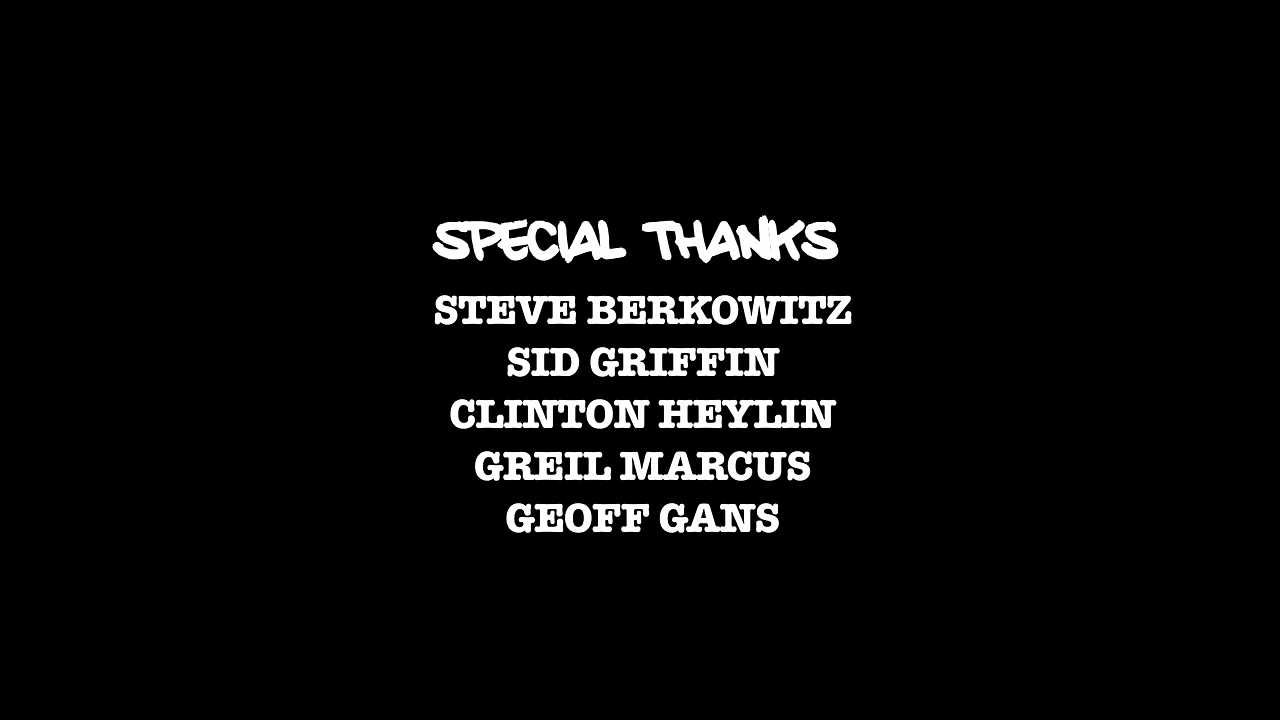 SPECIAL THANKS
STEVE BERKOWITZ
SID GRIFFIN
CLINTON HEYLIN
GREIL MARCUS
GEOFF GANS